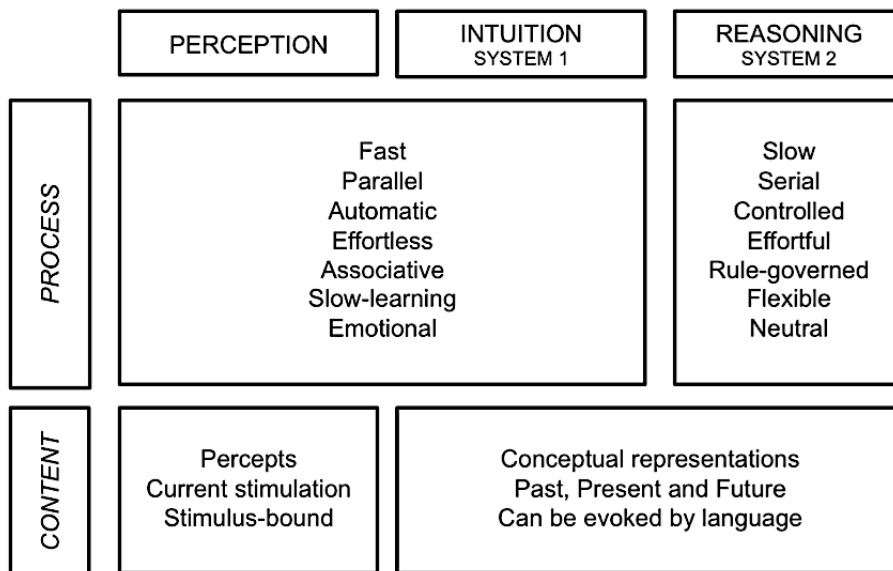 PERCEPTION
INTUITION
SYSTEM 1
REASONING
SYSTEM 2
PROCESS
Fast
Parallel
Automatic
Effortless
Associative
Slow-learning
Emotional
Slow
Serial
Controlled
Effortful
Rule-governed
Flexible
Neutral
CONTENT
Percepts
Current stimulation
Stimulus-bound
Conceptual representations
Past, Present and Future
Can be evoked by language